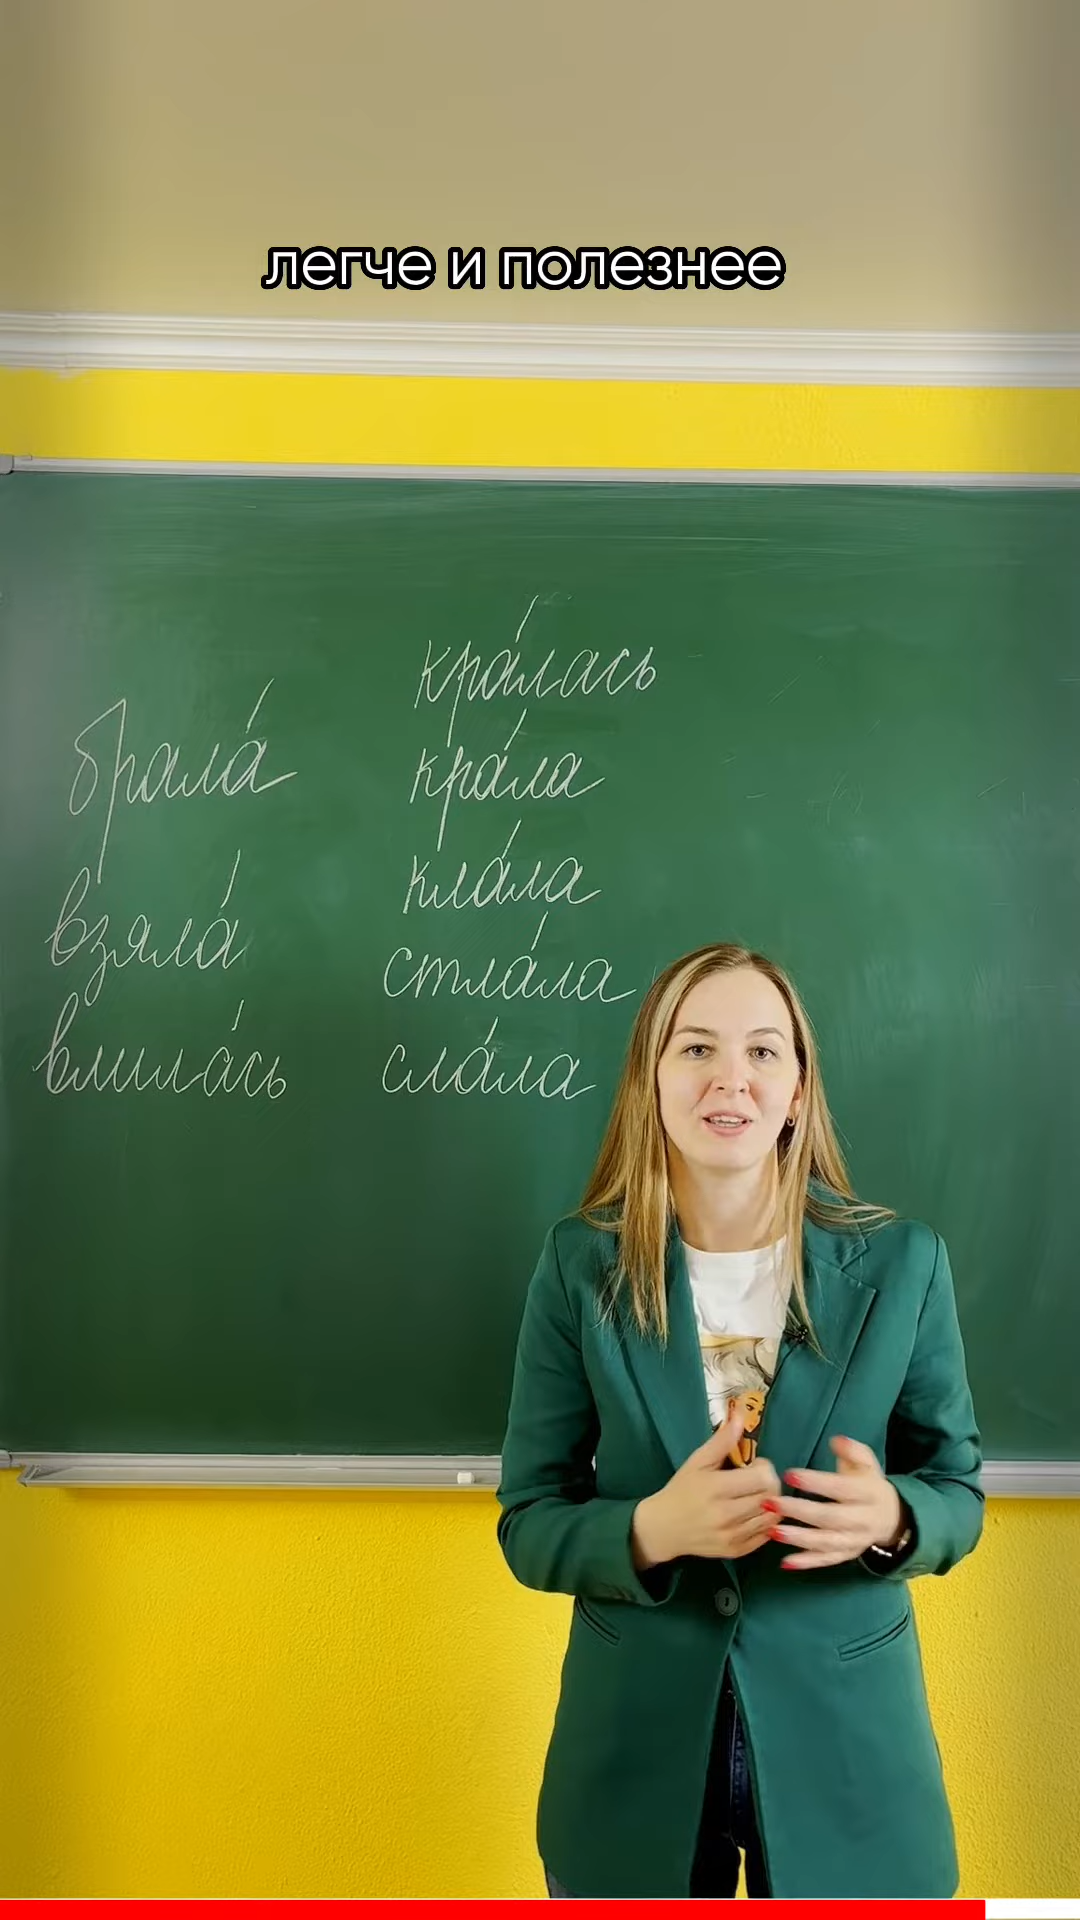 легче и полезнее
брала́
взяла́
влила́сь
кра́лась
кра́ла
кла́ла
стла́ла
сла́ла